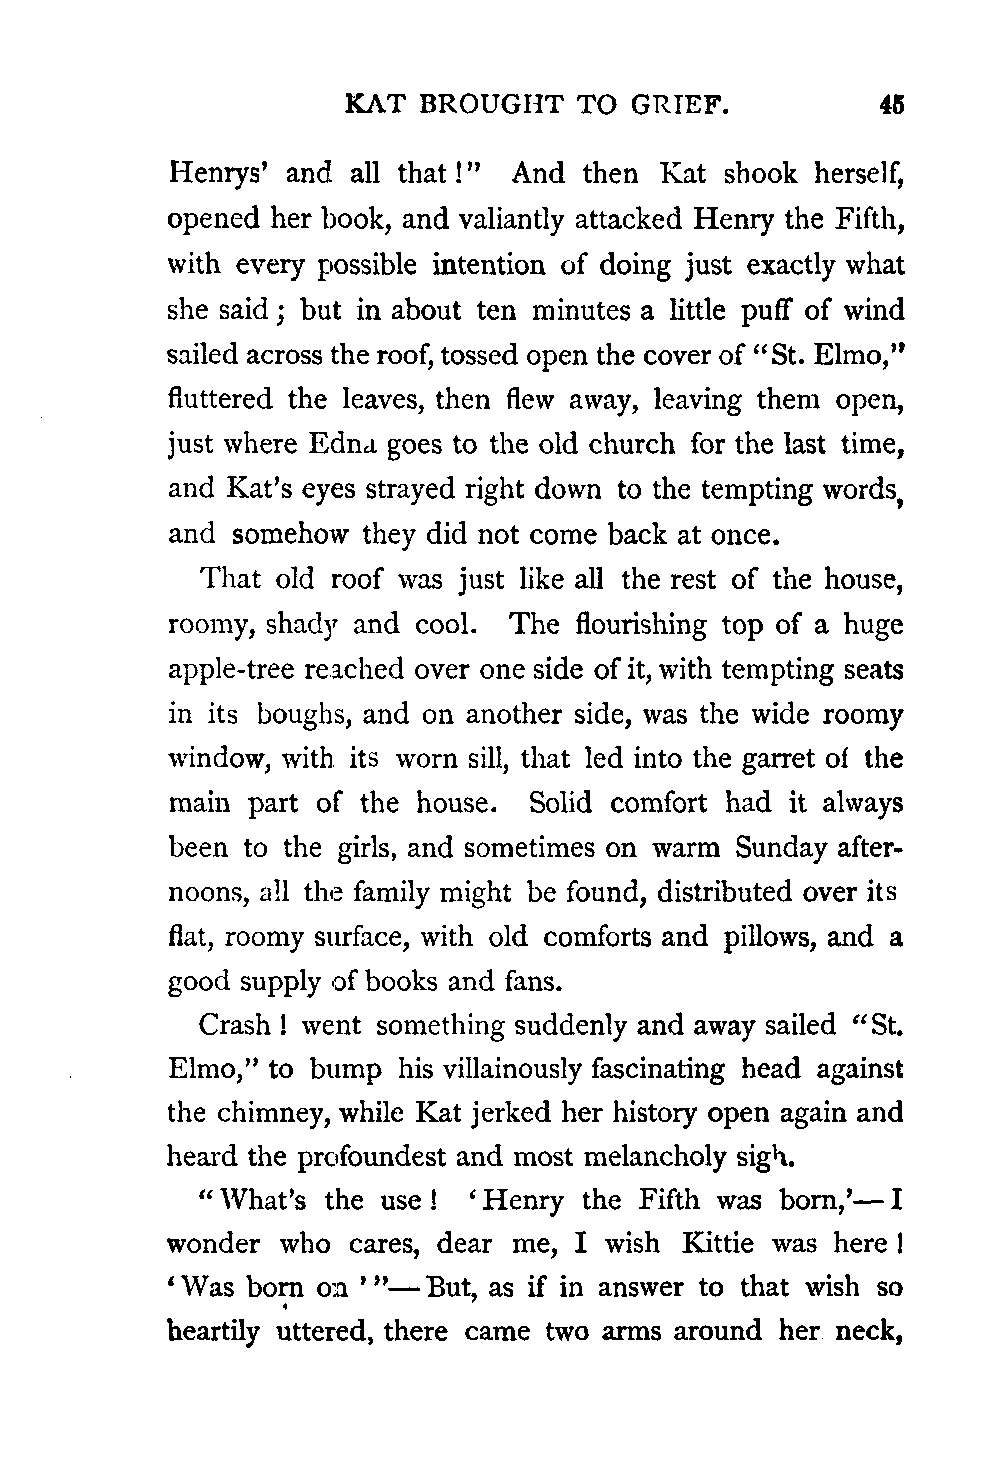 KAT BROUGHT TO GRIEF. 45
Henrys' and all that!" And then Kat shook herself,
opened her book, and valiantly attacked Henry the Fifth,
with every possible intention of doing just exactly what
she said; but in about ten minutes a little puff of wind
sailed across the roof, tossed open the cover of "St. Elmo,"
fluttered the leaves, then flew away, leaving them open,
just where Edna goes to the old church for the last time,
and Kat's eyes strayed right down to the tempting words,
and somehow they did not come back at once.
That old roof was just like all the rest of the house,
roomy, shady and cool. The flourishing top of a huge
apple-tree reached over one side of it, with tempting seats
in its boughs, and on another side, was the wide roomy
window, with its worn sill, that led into the garret of the
main part of the house. Solid comfort had it always
been to the girls, and sometimes on warm Sunday after-
noons, all the family might be found, distributed over its
flat, roomy surface, with old comforts and pillows, and a
good supply of books and fans.
Crash! went something suddenly and away sailed "St.
Elmo," to bump his villainously fascinating head against
the chimney, while Kat jerked her history open again and
heard the profoundest and most melancholy sigh.
"What's the use! 'Henry the Fifth was born,'—I
wonder who cares, dear me, I wish Kittie was here!
'Was born on'"—But, as if in answer to that wish so
heartily uttered, there came two arms around her neck,